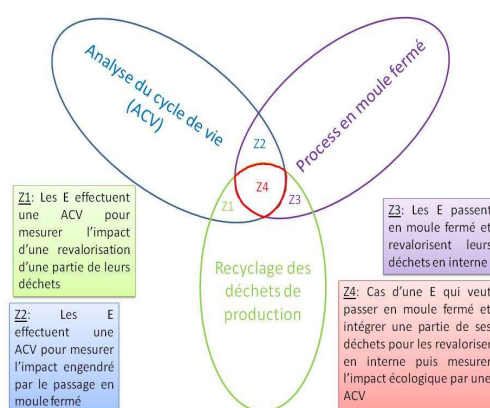 Analyse du cycle de vie
(ACV)
Process en moule fermé
Z2
Z4
Z1
Z3
Recyclage des
déchets de
production
Z1: Les E effectuent
une ACV pour
mesurer l'impact
d'une revalorisation
d'une partie de leurs
déchets
Z2: Les E
effectuent une
ACV pour mesurer
l'impact engendré
par le passage en
moule fermé
Z3: Les E passent
en moule fermé et
revalorisent leurs
déchets en interne
Z4: Cas d'une E qui veut
passer en moule fermé et
intégrer une partie de ses
déchets pour les revaloriser
en interne puis mesurer
l'impact écologique par une
ACV